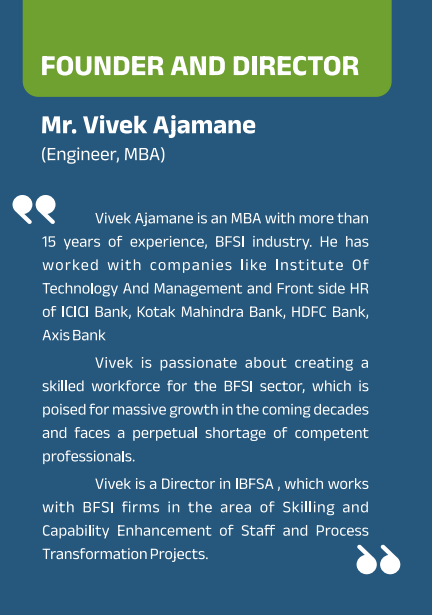 FOUNDER AND DIRECTOR
Mr. Vivek Ajamane
(Engineer, MBA)
Vivek Ajamane is an MBA with more than
15 years of experience, BFSI industry. He has
worked with companies like Institute Of
Technology And Management and Front side HR
of ICICI Bank, Kotak Mahindra Bank, HDFC Bank,
Axis Bank
Vivek is passionate about creating a
skilled workforce for the BFSI sector, which is
poised for massive growth in the coming decades
and faces a perpetual shortage of competent
professionals.
Vivek is a Director in IBFSA , which works
with BFSI firms in the area of Skilling and
Capability Enhancement of Staff and Process
Transformation Projects.